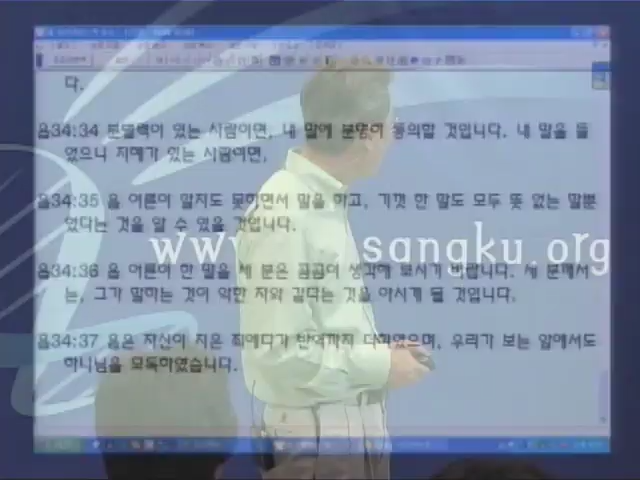 다.
욥34:34 분별력이 있는 사람이면, 내 말에 분명히 동의할 것입니다. 내 말을 들
었으니 지혜가 있는 사람이면,
욥34:35 욥 어른이 알지도 못하면서 말을 하고, 기껏 한 말도 모두 뜻 없는 말뿐
었다는 것을 알 수 있을 것입니다.
www. sangku.org
욥34:36 욥 어른이 한 말을 세 분은 곰곰이 생각해 보시기 바랍니다. 세 분께서
는, 그가 말하는 것이 악한 자와 같다는 것을 아시게 될 것입니다.
욥34:37 욥은 자신이 지은 죄에다가 반역까지 더하였으며, 우리가 보는 앞에서도
하나님을 모독하였습니다.